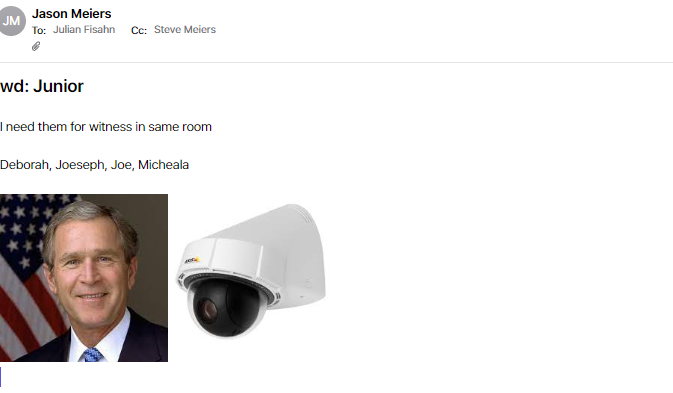 JM
Jason Meiers
To: Julian Fisahn Cc: Steve Meiers
wd: Junior
I need them for witness in same room
Deborah, Joeseph, Joe, Micheala
AXIS